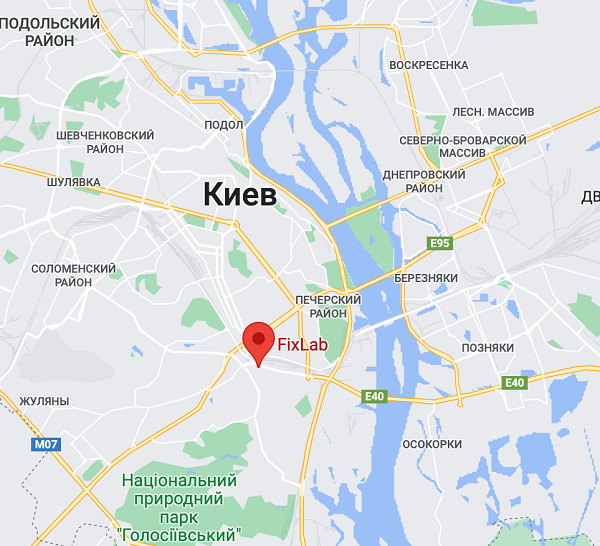 ПОДОЛЬСКИЙ
РАЙОН
ВОСКРЕСЕНКА
ЛЕСН. МАССИВ
ПОДОЛ
ШЕВЧЕНКОВСКИЙ
РАЙОН
СЕВЕРНО-БРОВАРСКОЙ
МАССИВ
ДНЕПРОВСКИЙ
РАЙОН
ШУЛЯВКА
Киев
ДВ
E95
СОЛОМЕНСКИЙ
РАЙОН
БЕРЕЗНЯКИ
ПЕЧЕРСКИЙ
РАЙОН
FixLab
ПОЗНЯКИ
E40
E40
ЖУЛЯНЫ
M07
ОСОКОРКИ
Національний
природний
парк
"Голосіївський"